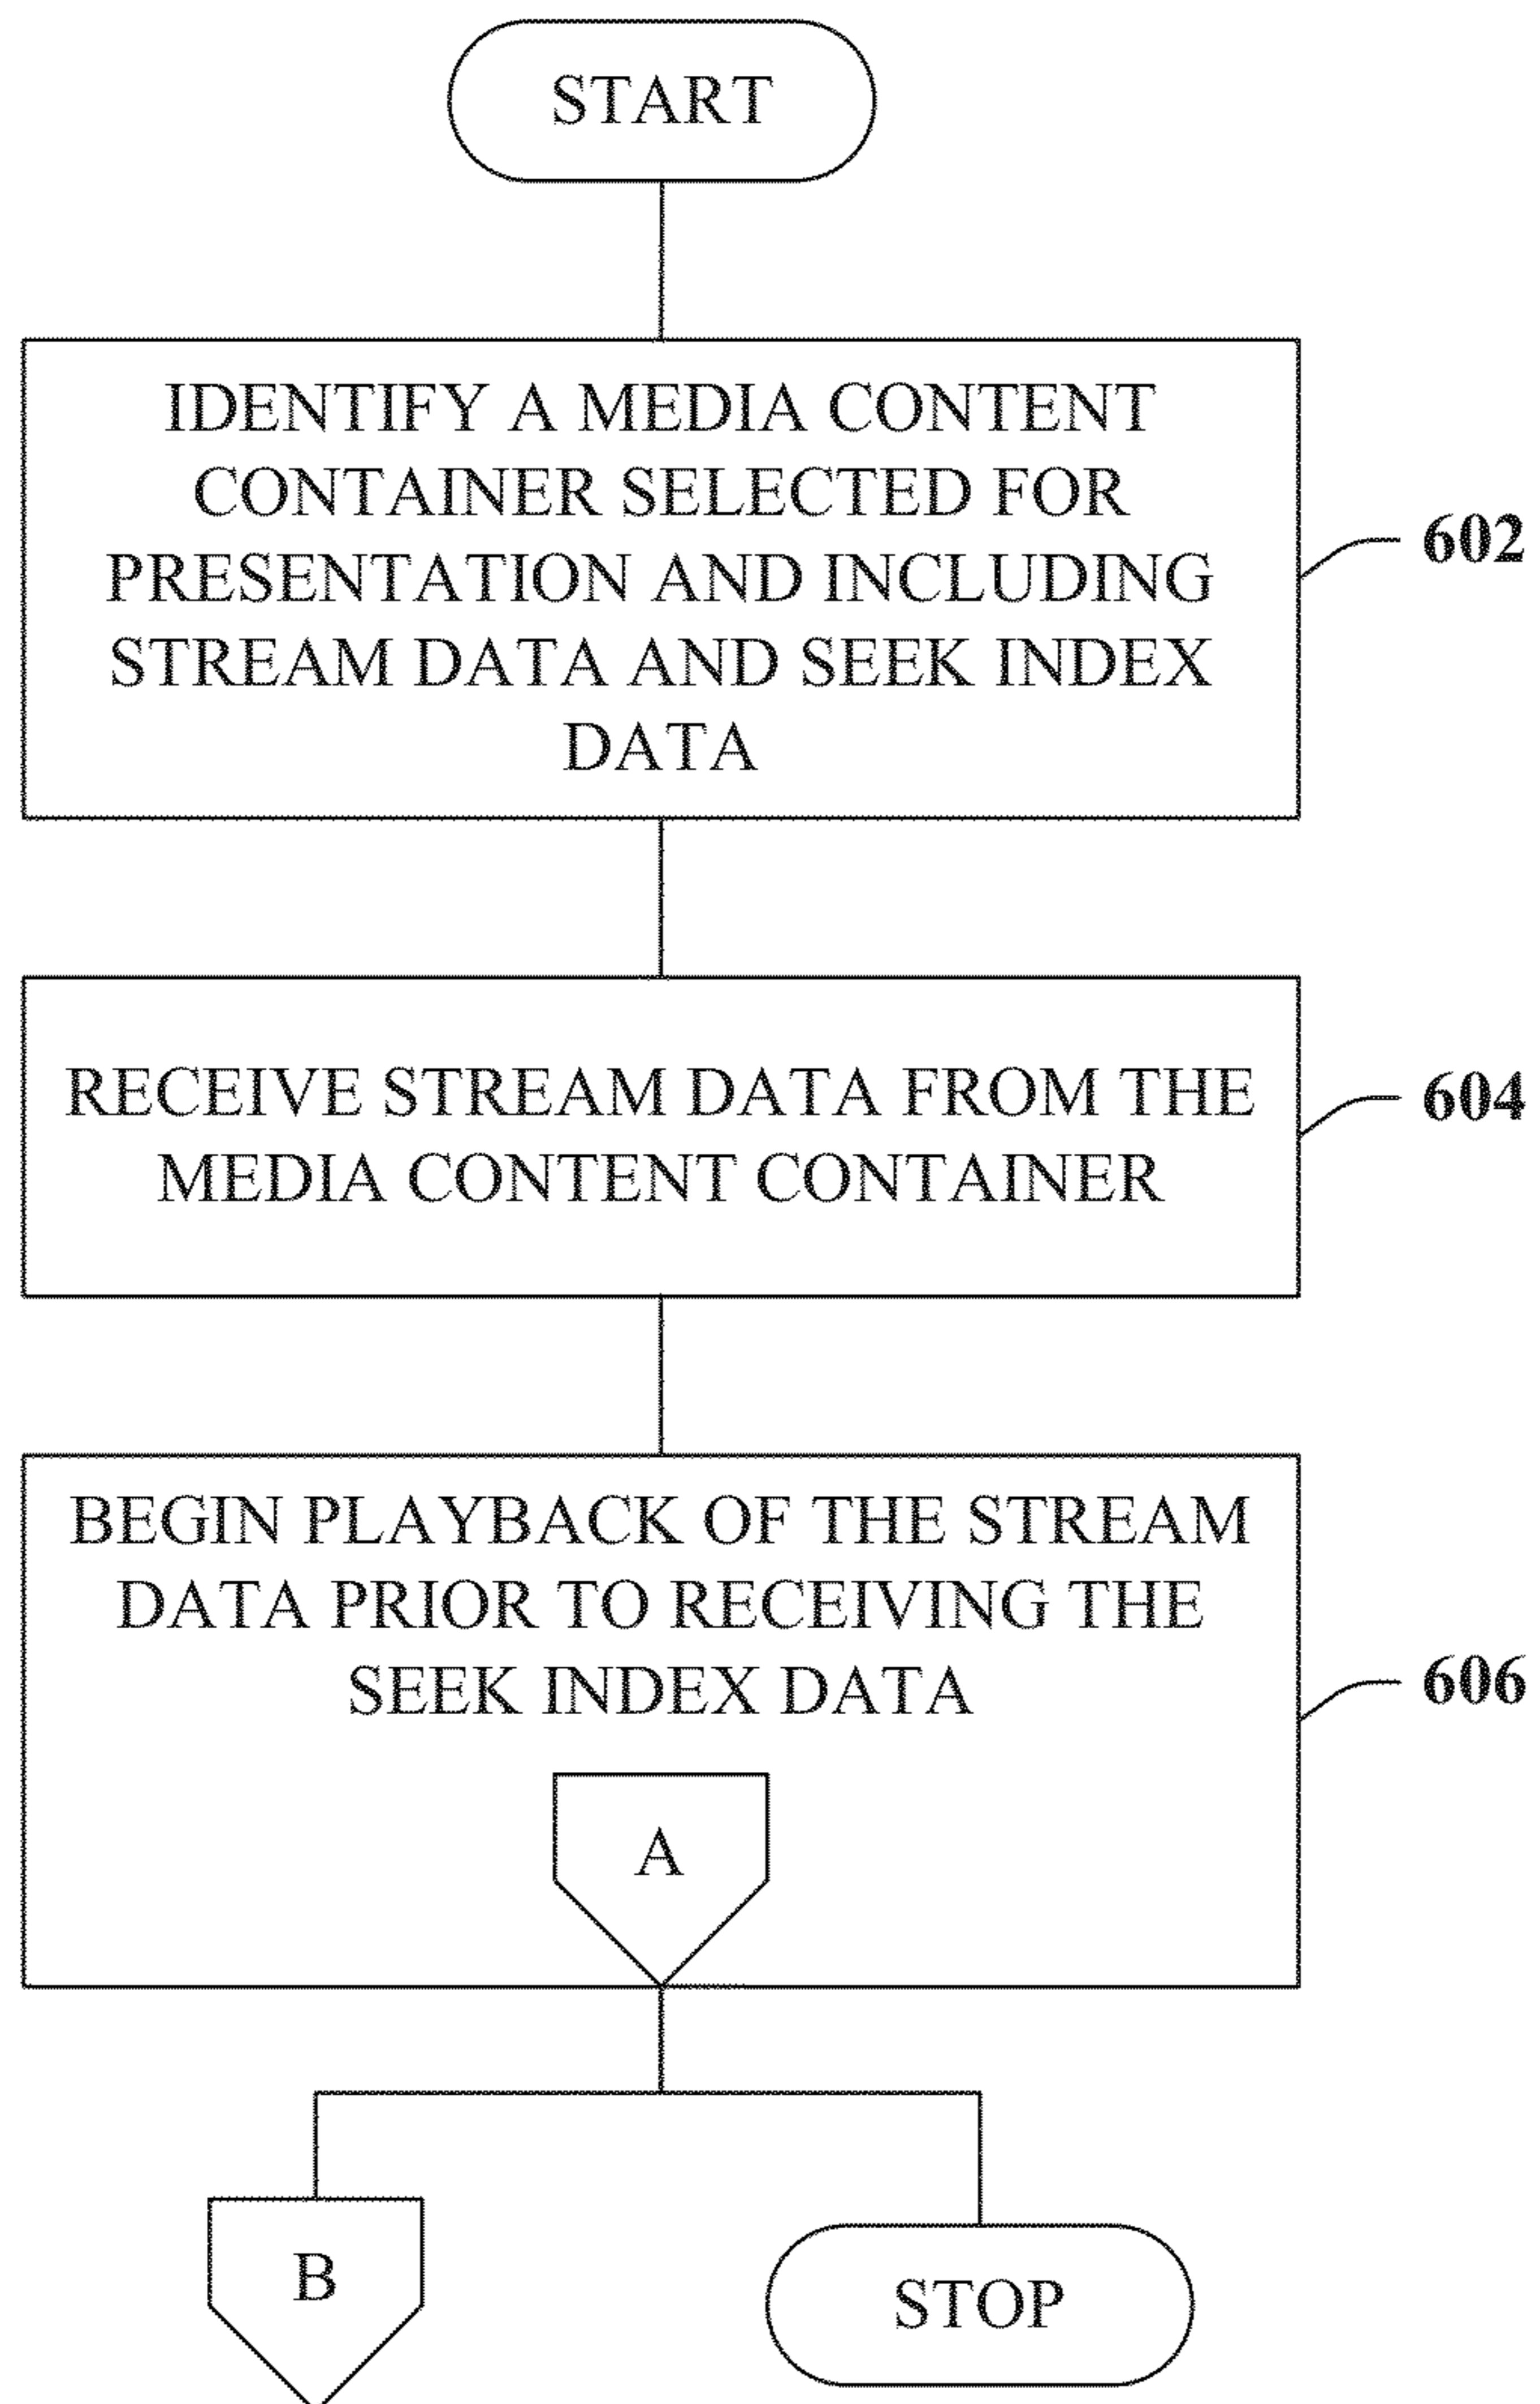 START
IDENTIFY A MEDIA CONTENT
CONTAINER SELECTED FOR
PRESENTATION AND INCLUDING
STREAM DATA AND SEEK INDEX
DATA
602
RECEIVE STREAM DATA FROM THE
MEDIA CONTENT CONTAINER
604
BEGIN PLAYBACK OF THE STREAM
DATA PRIOR TO RECEIVING THE
SEEK INDEX DATA
606
A
B
STOP